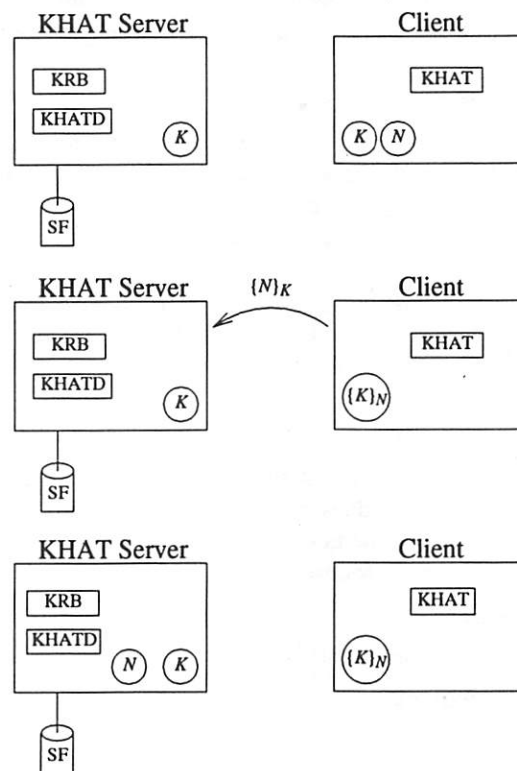 KHAT Server Client
KRB KHAT
KHATD
K K N
SF
{N}K
KHAT Server Client
KRB KHAT
KHATD
K {K}N
SF
KHAT Server Client
KRB KHAT
KHATD
N K {K}N
SF